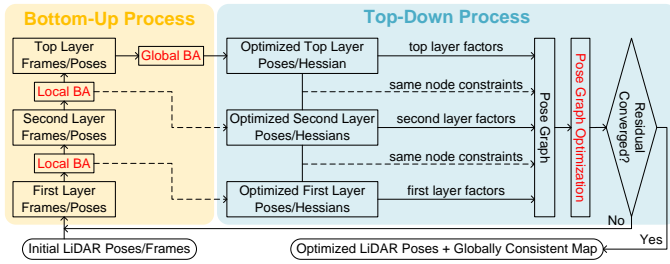 Bottom-Up Process
Top-Down Process
Top Layer
Frames/Poses
Global BA
Optimized Top Layer
Poses/Hessian
top layer factors
Local BA
same node constraints
Second Layer
Frames/Poses
Optimized Second Layer
Poses/Hessians
second layer factors
Local BA
same node constraints
First Layer
Frames/Poses
Optimized First Layer
Poses/Hessians
first layer factors
Pose Graph
Pose Graph
Optimization
Residual
Converged?
No
Yes
Initial LiDAR Poses/Frames
Optimized LiDAR Poses + Globally Consistent Map